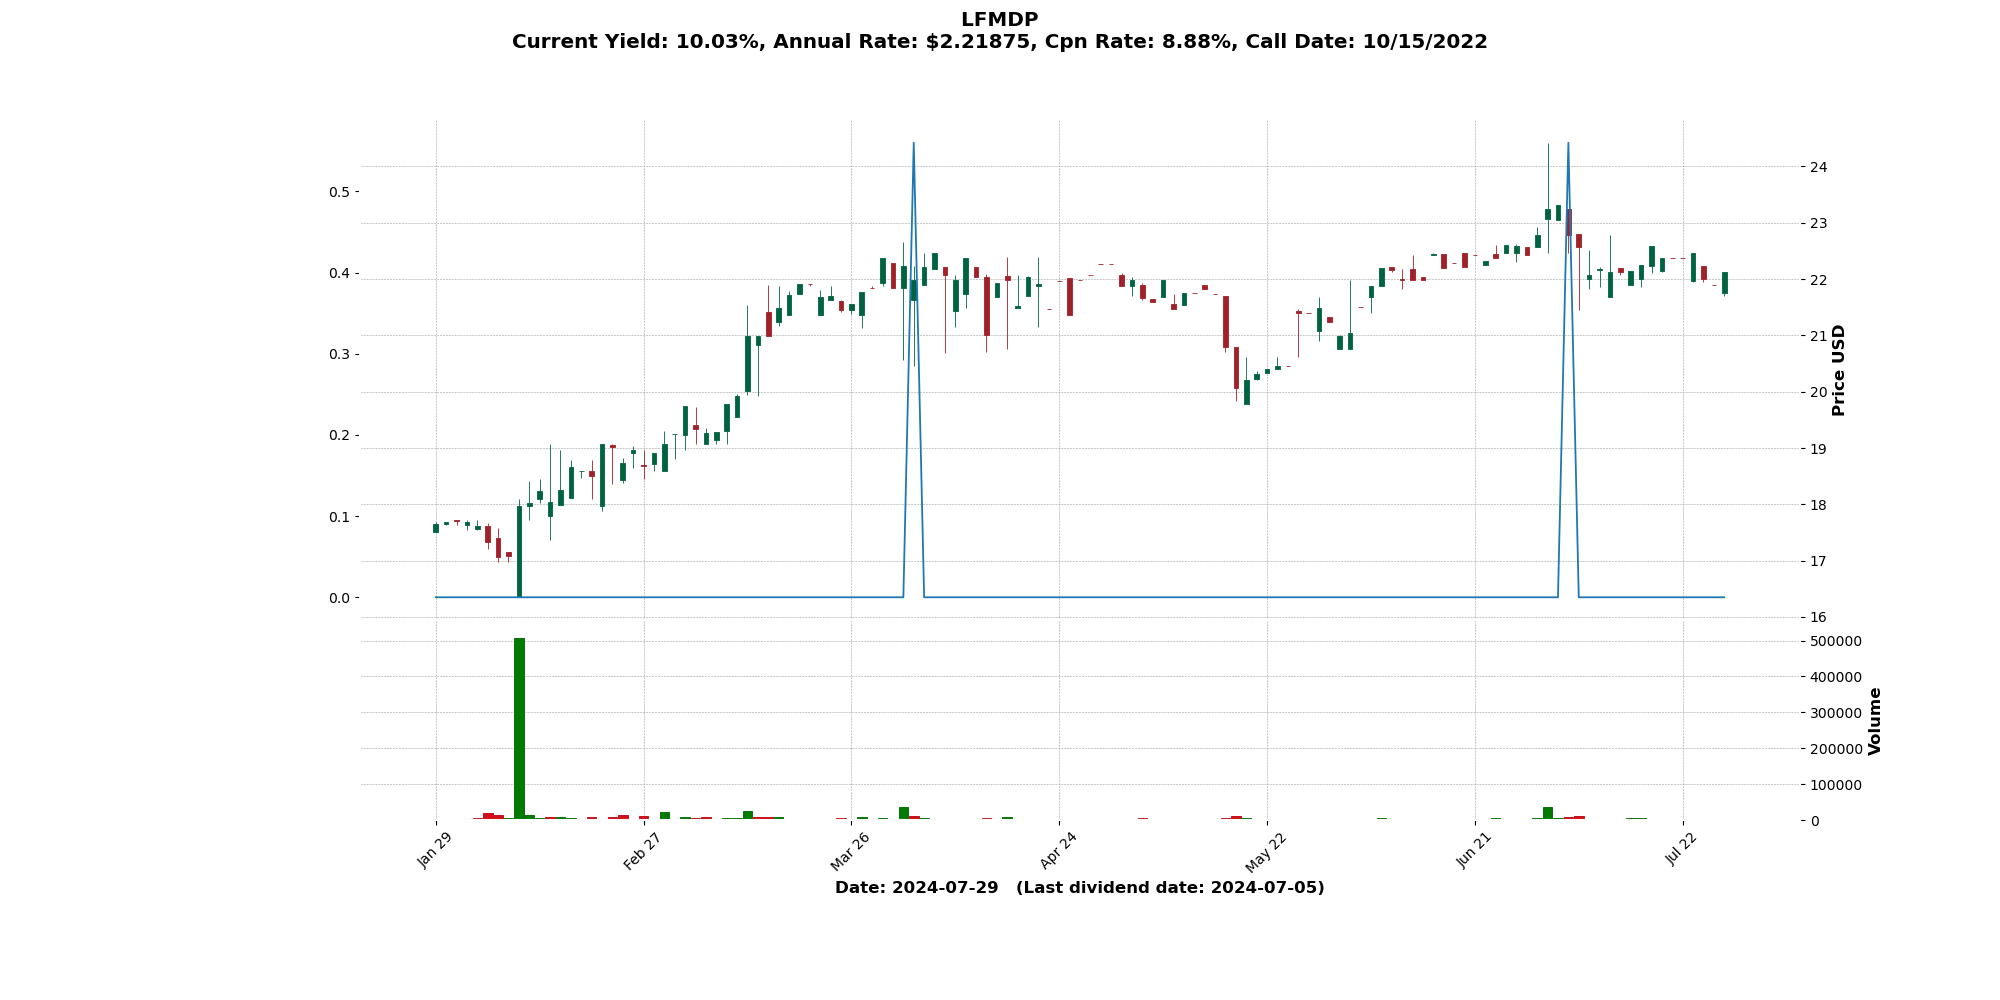 LFMDP
Current Yield: 10.03%, Annual Rate: $2.21875, Cpn Rate: 8.88%, Call Date: 10/15/2022
0.5
0.4
0.3
0.2
0.1
0.0
24
23
22
21
20
19
18
17
16
Price USD
500000
400000
300000
200000
100000
0
Volume
Jan 29
Feb 27
Mar 26
Apr 24
May 22
Jun 21
Jul 22
Date: 2024-07-29   (Last dividend date: 2024-07-05)